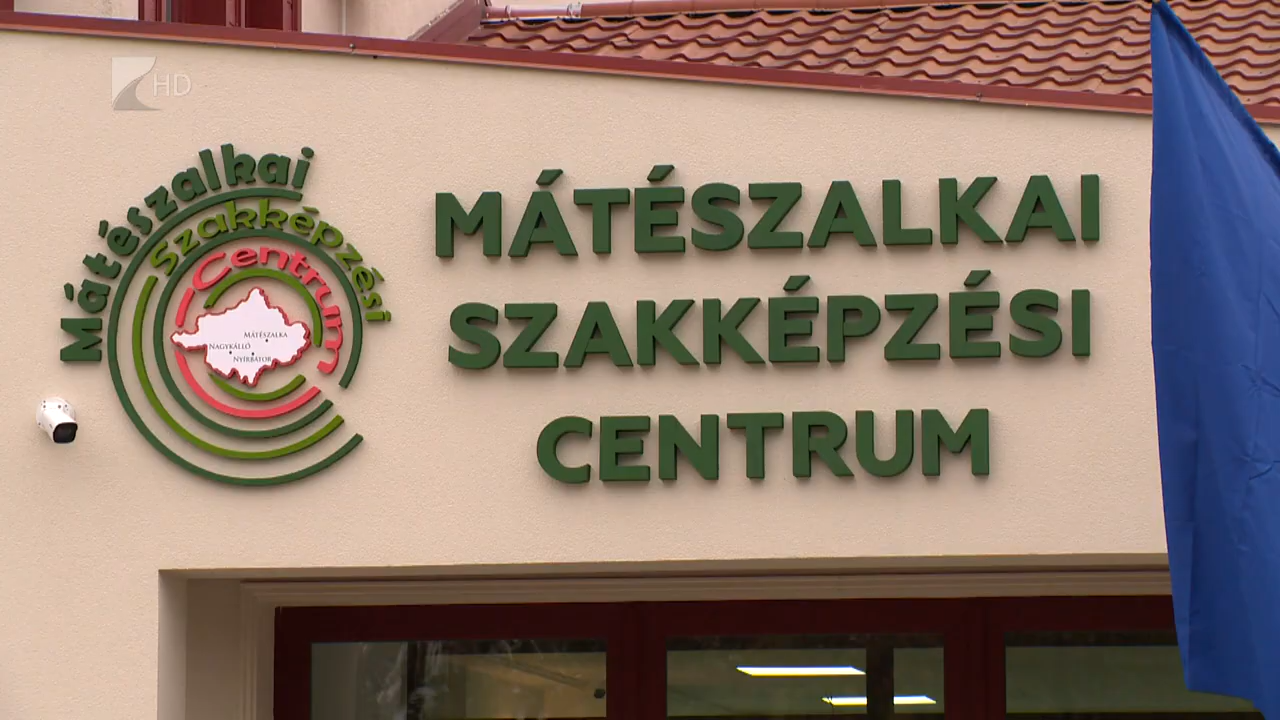 HD
Mátészalkai
Szakképzési
Centrum
MÁTÉSZALKA
NAGYKÁLLÓ
NYÍRBÁTOR
MÁTÉSZALKAI
SZAKKÉPZÉSI
CENTRUM